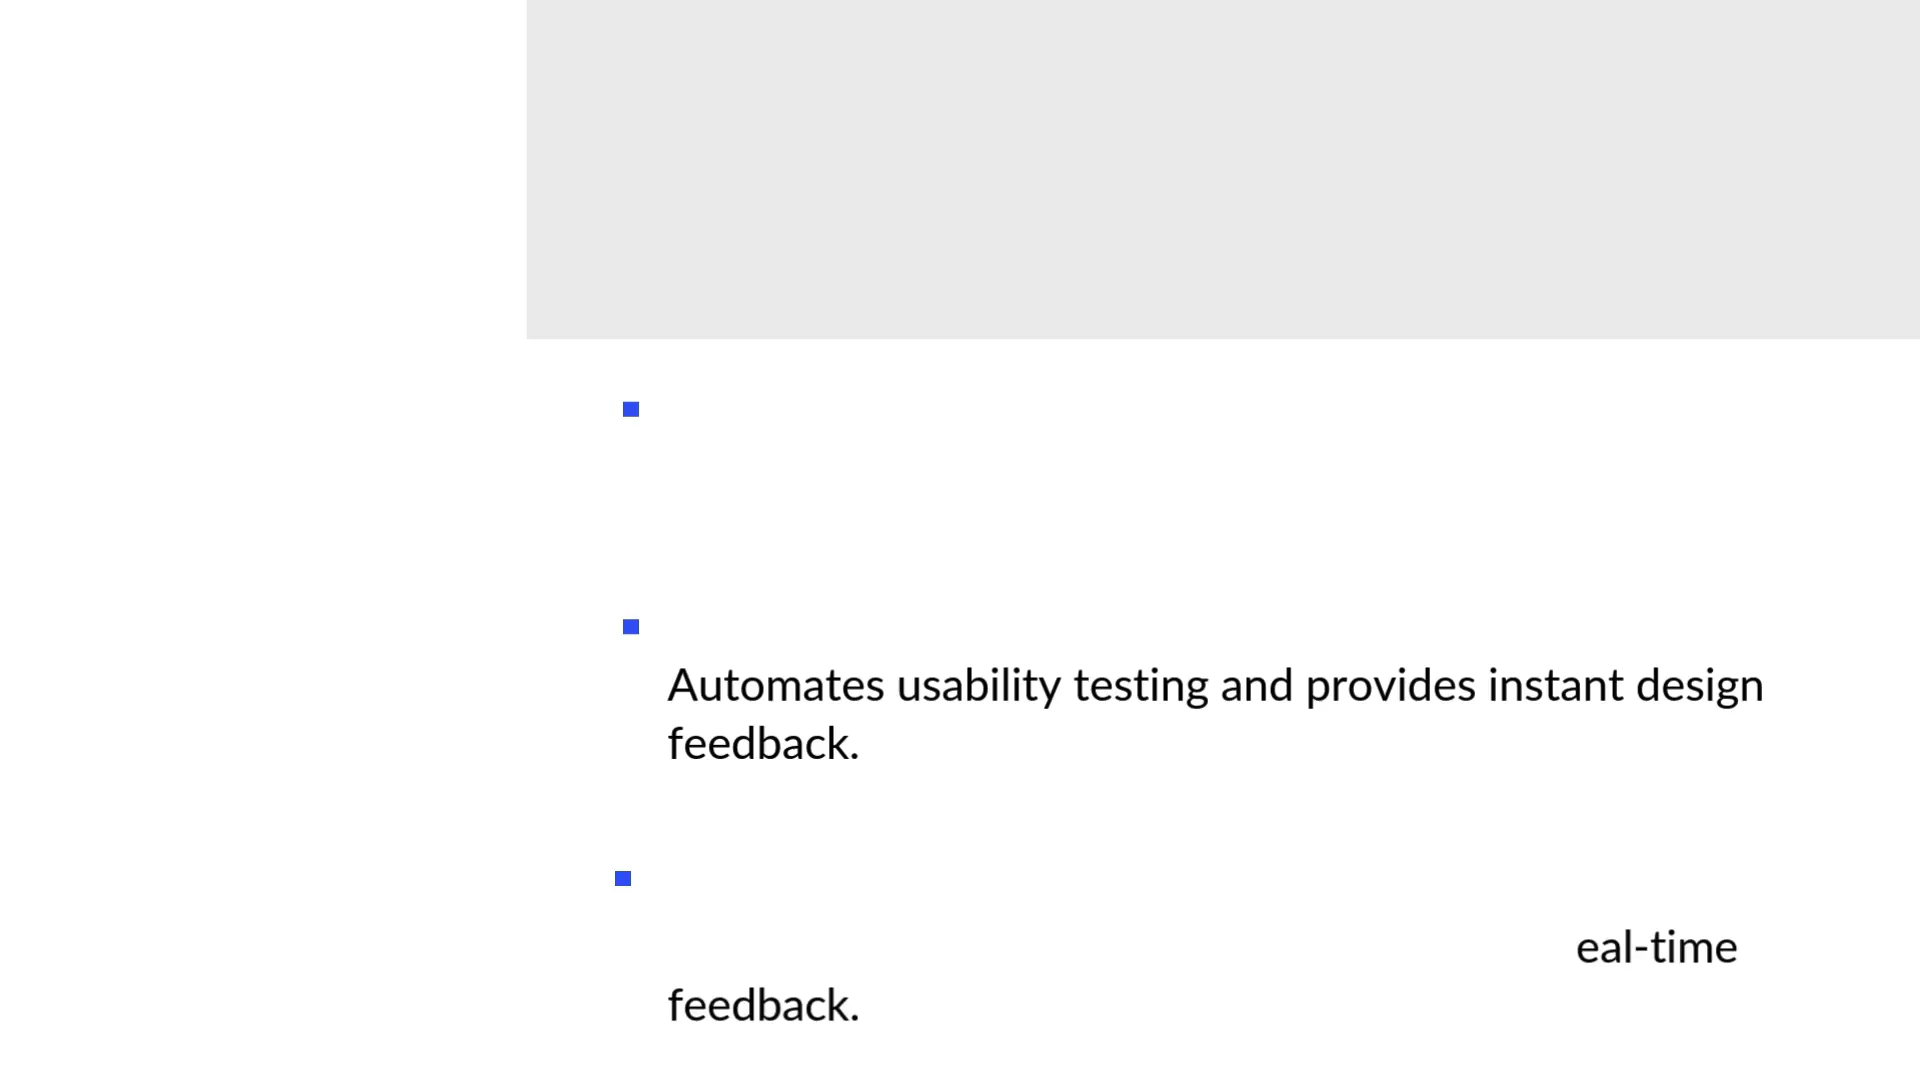 Automates usability testing and provides instant design
feedback.
eal-time
feedback.